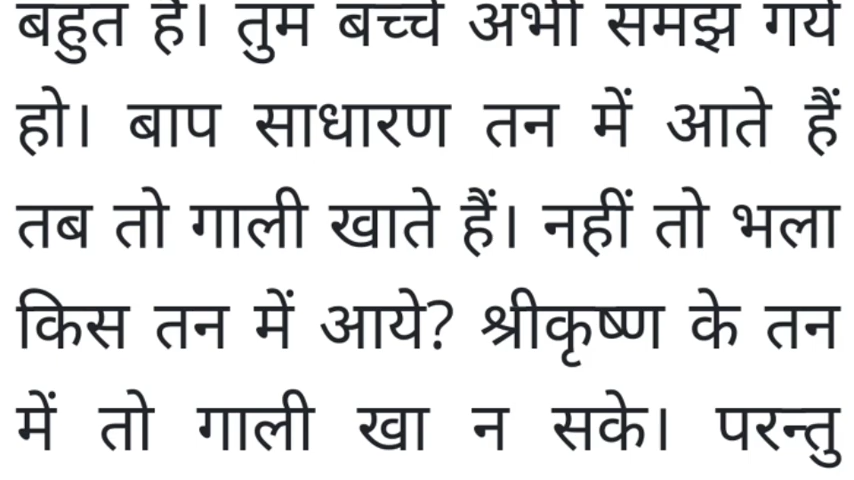 बहुत हैं। तुम बच्चे अभी समझ गये
हो। बाप साधारण तन में आते हैं
तब तो गाली खाते हैं। नहीं तो भला
किस तन में आये? श्रीकृष्ण के तन
में तो गाली खा न सके। परन्तु